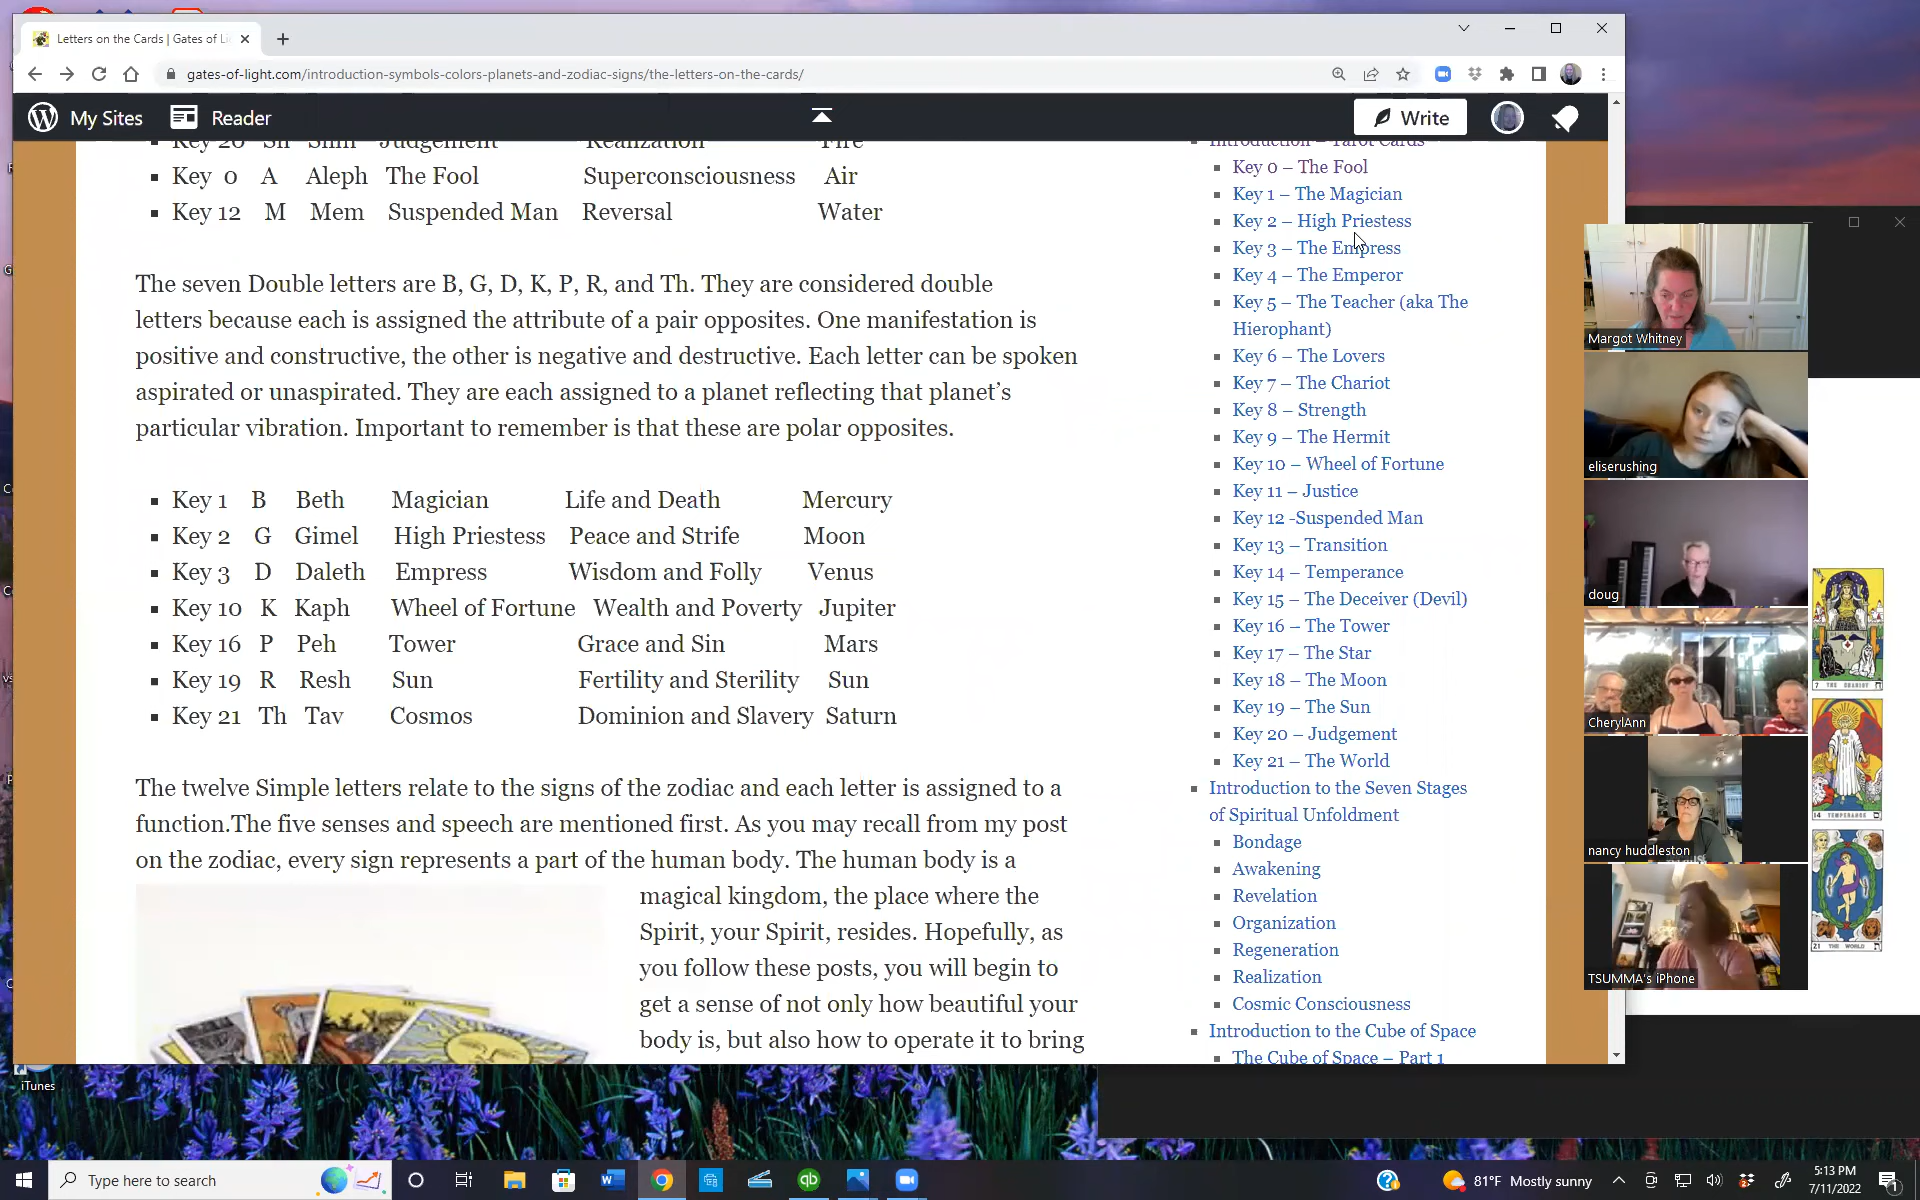 Letters on the Cards | Gates of Li
gates-of-light.com/introduction-symbols-colors-planets-and-zodiac-signs/the-letters-on-the-cards/
My Sites
Reader
Write
Key 20 Sh Shin Judgement Realization Fire
Key 0 A Aleph The Fool Superconsciousness Air
Key 12 M Mem Suspended Man Reversal Water
The seven Double letters are B, G, D, K, P, R, and Th. They are considered double
letters because each is assigned the attribute of a pair opposites. One manifestation is
positive and constructive, the other is negative and destructive. Each letter can be spoken
aspirated or unaspirated. They are each assigned to a planet reflecting that planet's
particular vibration. Important to remember is that these are polar opposites.
Key 1 B Beth Magician Life and Death Mercury
Key 2 G Gimel High Priestess Peace and Strife Moon
Key 3 D Daleth Empress Wisdom and Folly Venus
Key 10 K Kaph Wheel of Fortune Wealth and Poverty Jupiter
Key 16 P Peh Tower Grace and Sin Mars
Key 19 R Resh Sun Fertility and Sterility Sun
Key 21 Th Tav Cosmos Dominion and Slavery Saturn
The twelve Simple letters relate to the signs of the zodiac and each letter is assigned to a
function.The five senses and speech are mentioned first. As you may recall from my post
on the zodiac, every sign represents a part of the human body. The human body is a
magical kingdom, the place where the
Spirit, your Spirit, resides. Hopefully, as
you follow these posts, you will begin to
get a sense of not only how beautiful your
body is, but also how to operate it to bring
Introduction – Tarot Cards
Key 0 – The Fool
Key 1 – The Magician
Key 2 – High Priestess
Key 3 – The Empress
Key 4 – The Emperor
Key 5 – The Teacher (aka The
Hierophant)
Key 6 – The Lovers
Key 7 – The Chariot
Key 8 – Strength
Key 9 – The Hermit
Key 10 – Wheel of Fortune
Key 11 – Justice
Key 12 -Suspended Man
Key 13 – Transition
Key 14 – Temperance
Key 15 – The Deceiver (Devil)
Key 16 – The Tower
Key 17 – The Star
Key 18 – The Moon
Key 19 – The Sun
Key 20 – Judgement
Key 21 – The World
Introduction to the Seven Stages
of Spiritual Unfoldment
Bondage
Awakening
Revelation
Organization
Regeneration
Realization
Cosmic Consciousness
Introduction to the Cube of Space
The Cube of Space – Part 1
Margot Whitney
eliserushing
doug
CherylAnn
nancy huddleston
TSUMMA's iPhone
7 THE CHARIOT
14 TEMPERANCE
21 THE WORLD
iTunes
Type here to search
81°F Mostly sunny
5:13 PM
7/11/2022
1